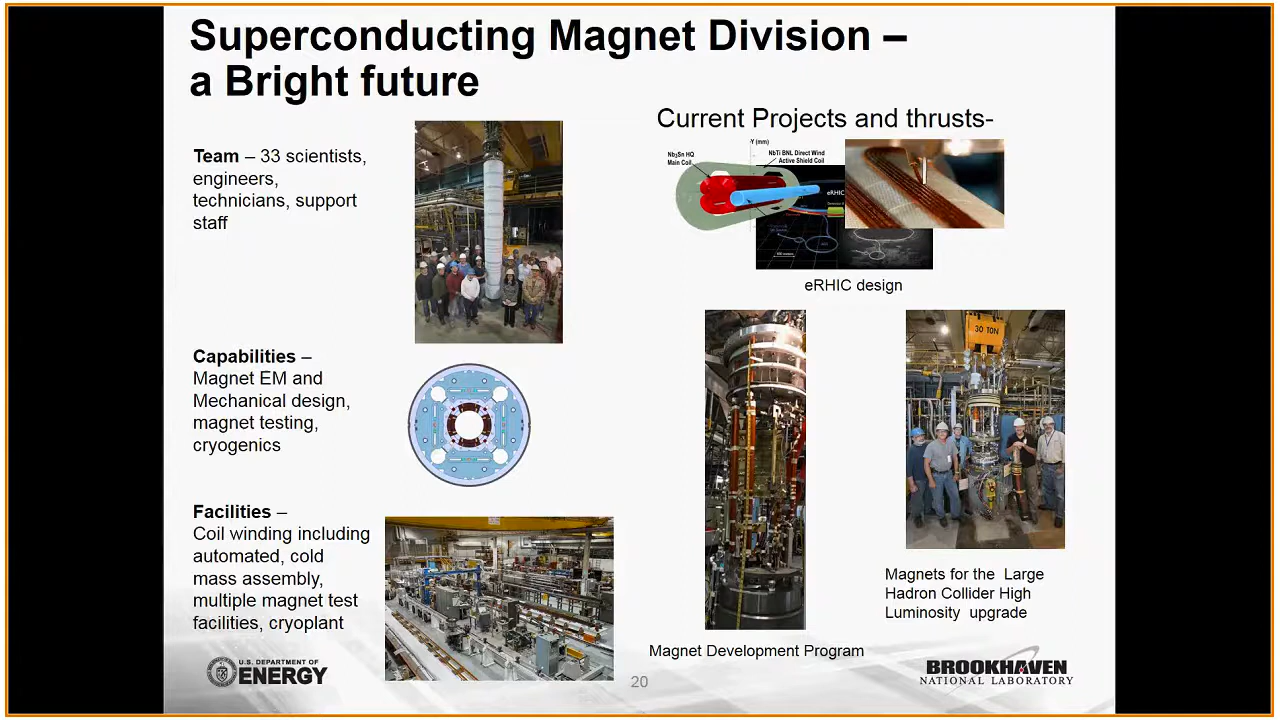 Superconducting Magnet Division –
a Bright future
Team – 33 scientists,
engineers,
technicians, support
staff
Capabilities –
Magnet EM and
Mechanical design,
magnet testing,
cryogenics
Facilities –
Coil winding including
automated, cold
mass assembly,
multiple magnet test
facilities, cryoplant
Current Projects and thrusts-
Y (mm)
Nb3Sn HQ
Main Coil
NbTi BNL Direct Wind
Active Shield Coil
eRHIC
eRHIC design
30 TON
Magnets for the Large
Hadron Collider High
Luminosity upgrade
Magnet Development Program
U.S. DEPARTMENT OF
ENERGY
20
BROOKHAVEN
NATIONAL LABORATORY